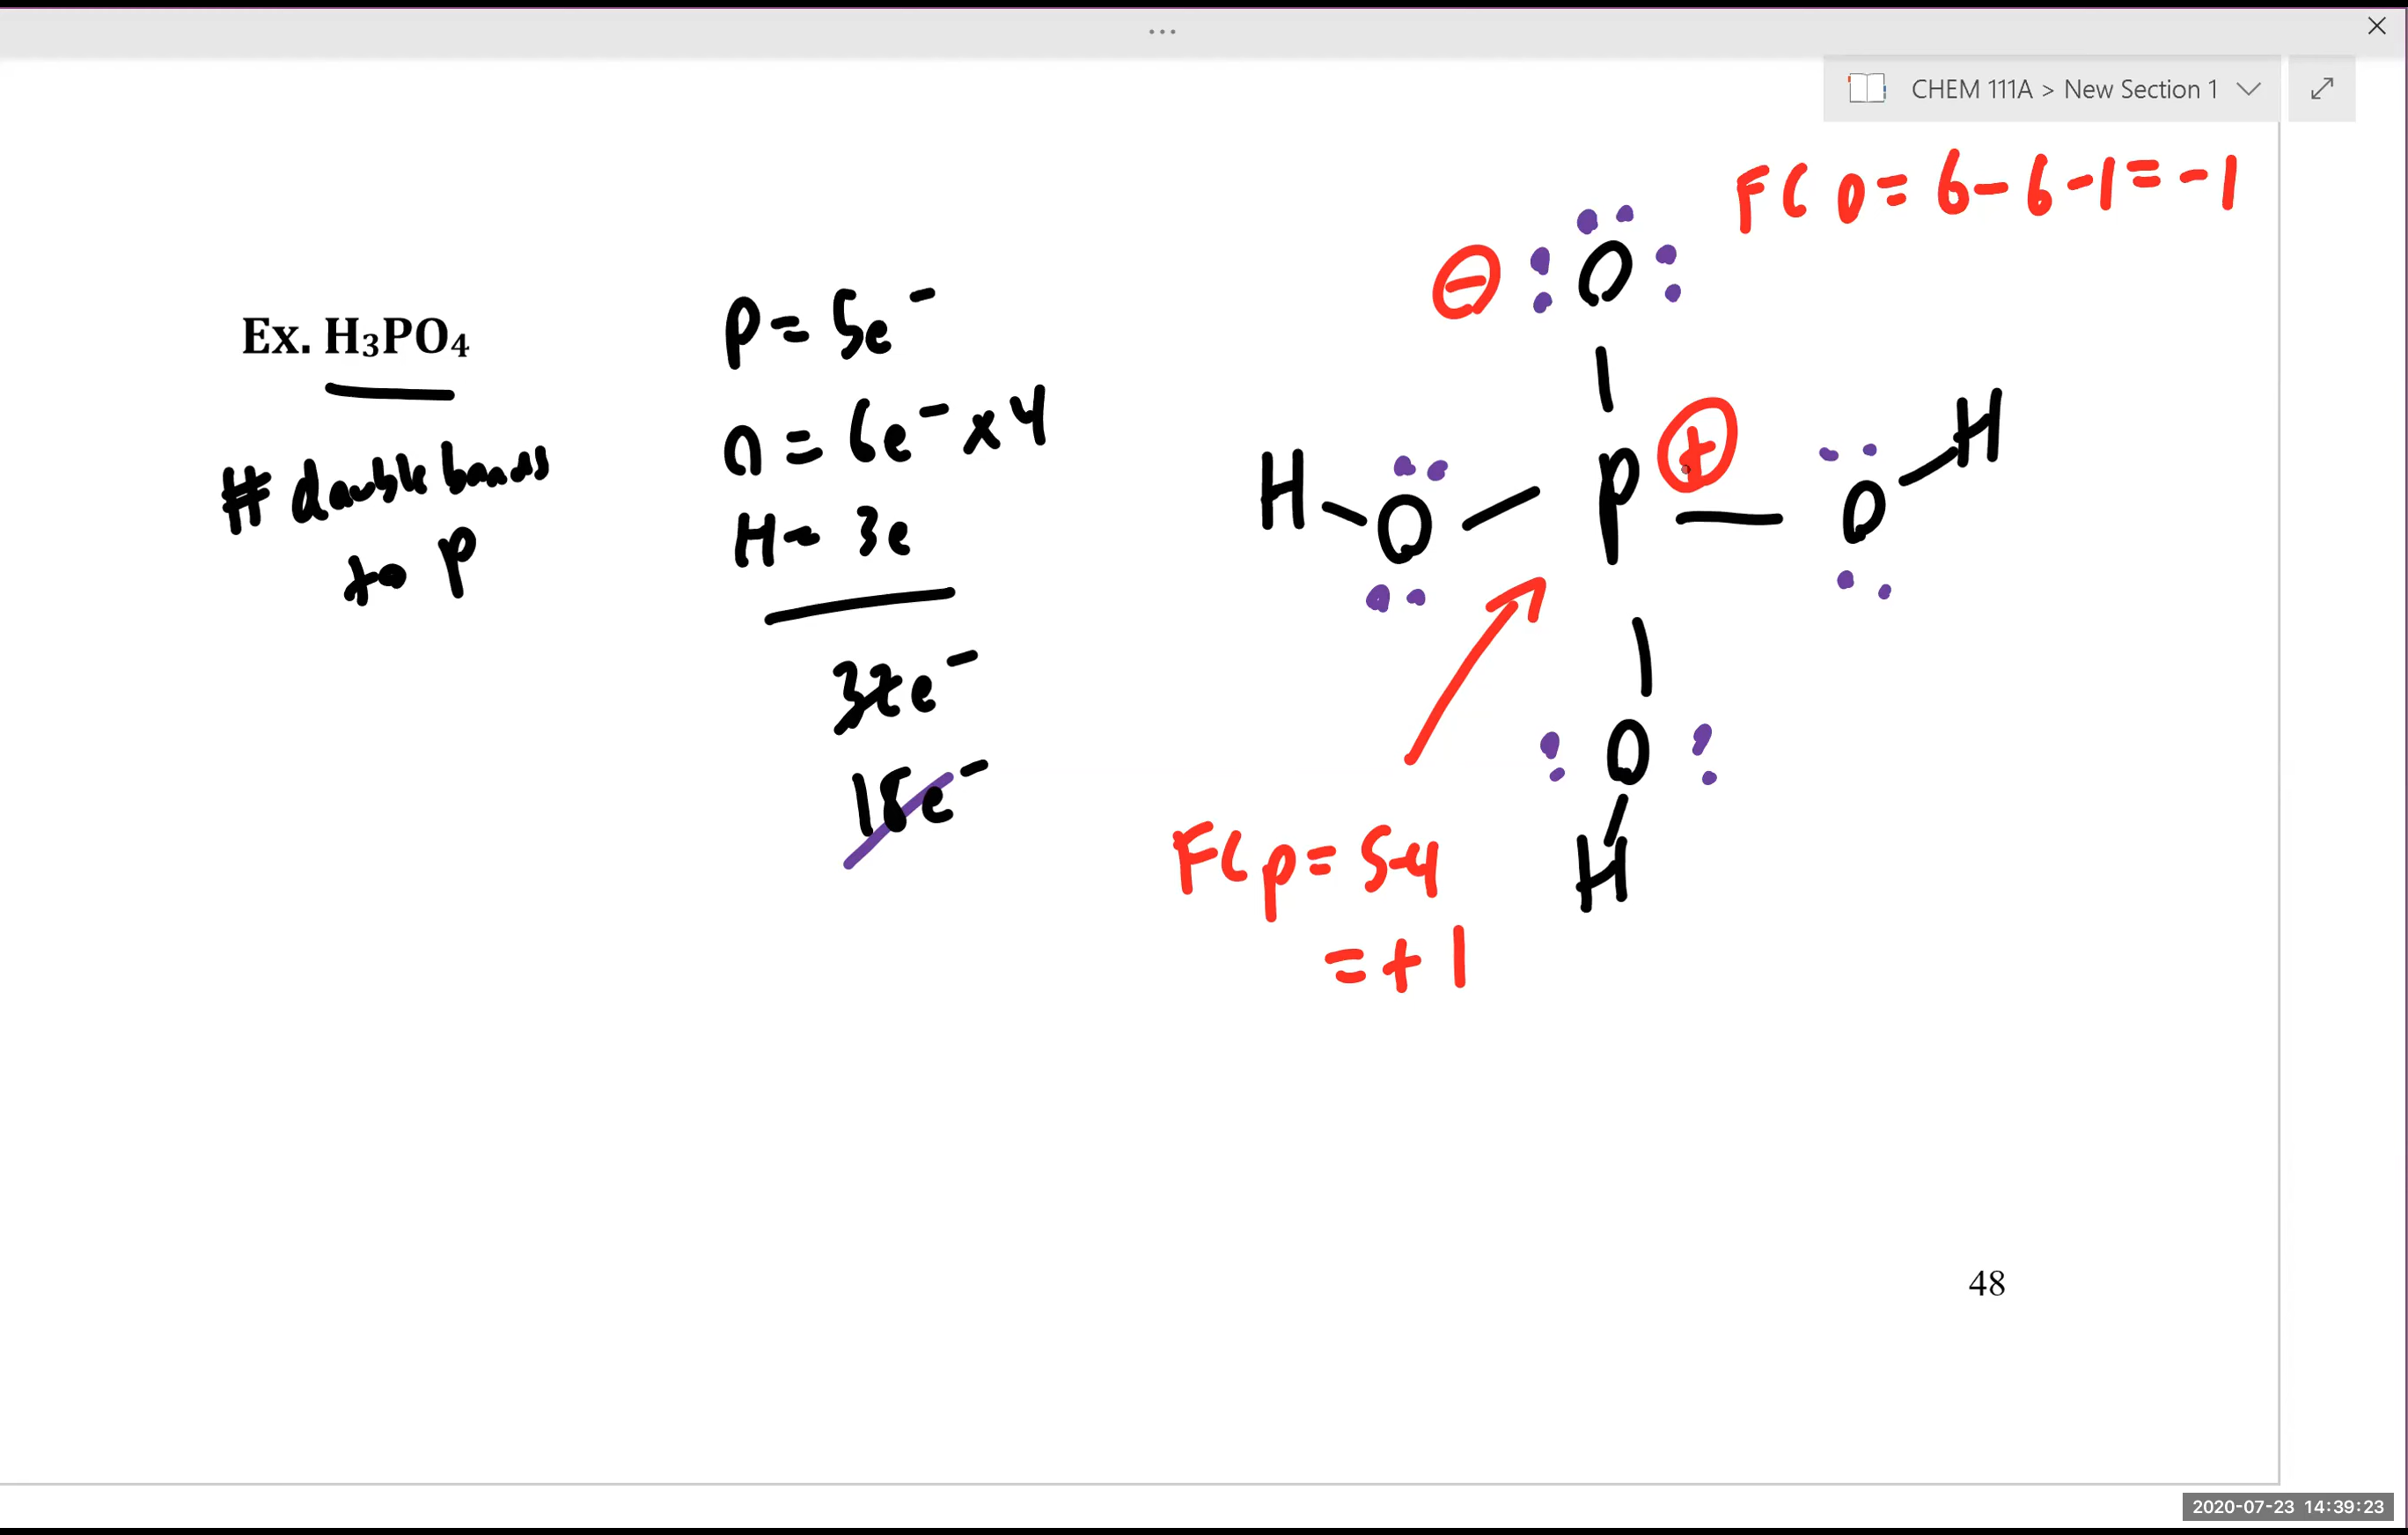 CHEM 111A > New Section 1
FC O = 6 - 6 - 1 = -1
Ex. H₃PO₄
# double bonds
to P
P = 5e⁻
O = 6e⁻ x 4
H = 3e
32e⁻
18e⁻
⊖ O
H O P ⊕ O H
O
H
FCp = 5-4
= + 1
48
2020-07-23 14:39:23